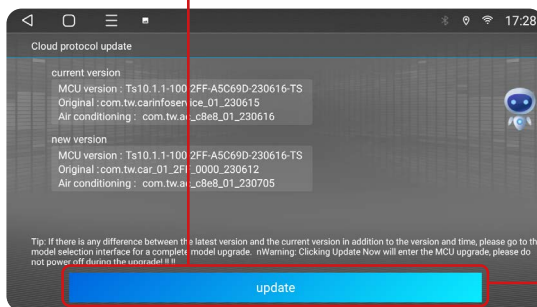 17:28
Cloud protocol update
current version
MCU version : Ts10.1.1-100 2FF-A5C69D-230616-TS
Original :com.tw.carinfoservice_01_230615
Air conditioning : com.tw.ac_c8e8_01_230616
new version
MCU version : Ts10.1.1-100 2FF-A5C69D-230616-TS
Original :com.tw.car_01_2FF_0000_230612
Air conditioning : com.tw.ac_c8e8_01_230705
Tip: If there is any difference between the latest version and the current version in addition to the version and time, please go to th
model selection interface for a complete model upgrade. nWarning: Clicking Update Now will enter the MCU upgrade, please do
not power off during the upgrade! !! !!
update